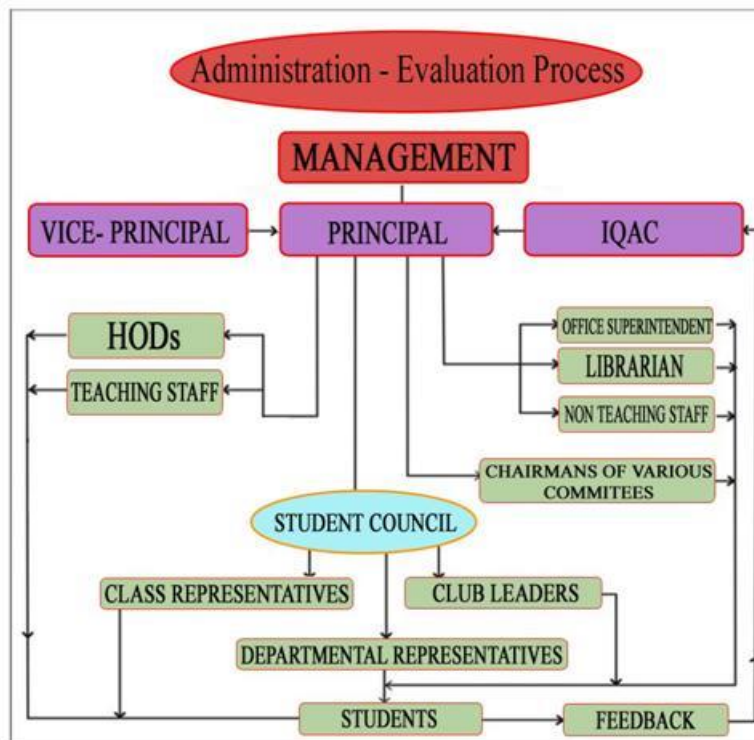 Administration - Evaluation Process
MANAGEMENT
VICE- PRINCIPAL
PRINCIPAL
IQAC
HODs
TEACHING STAFF
OFFICE SUPERINTENDENT
LIBRARIAN
NON TEACHING STAFF
CHAIRMANS OF VARIOUS
COMMITEES
STUDENT COUNCIL
CLASS REPRESENTATIVES
CLUB LEADERS
DEPARTMENTAL REPRESENTATIVES
STUDENTS
FEEDBACK